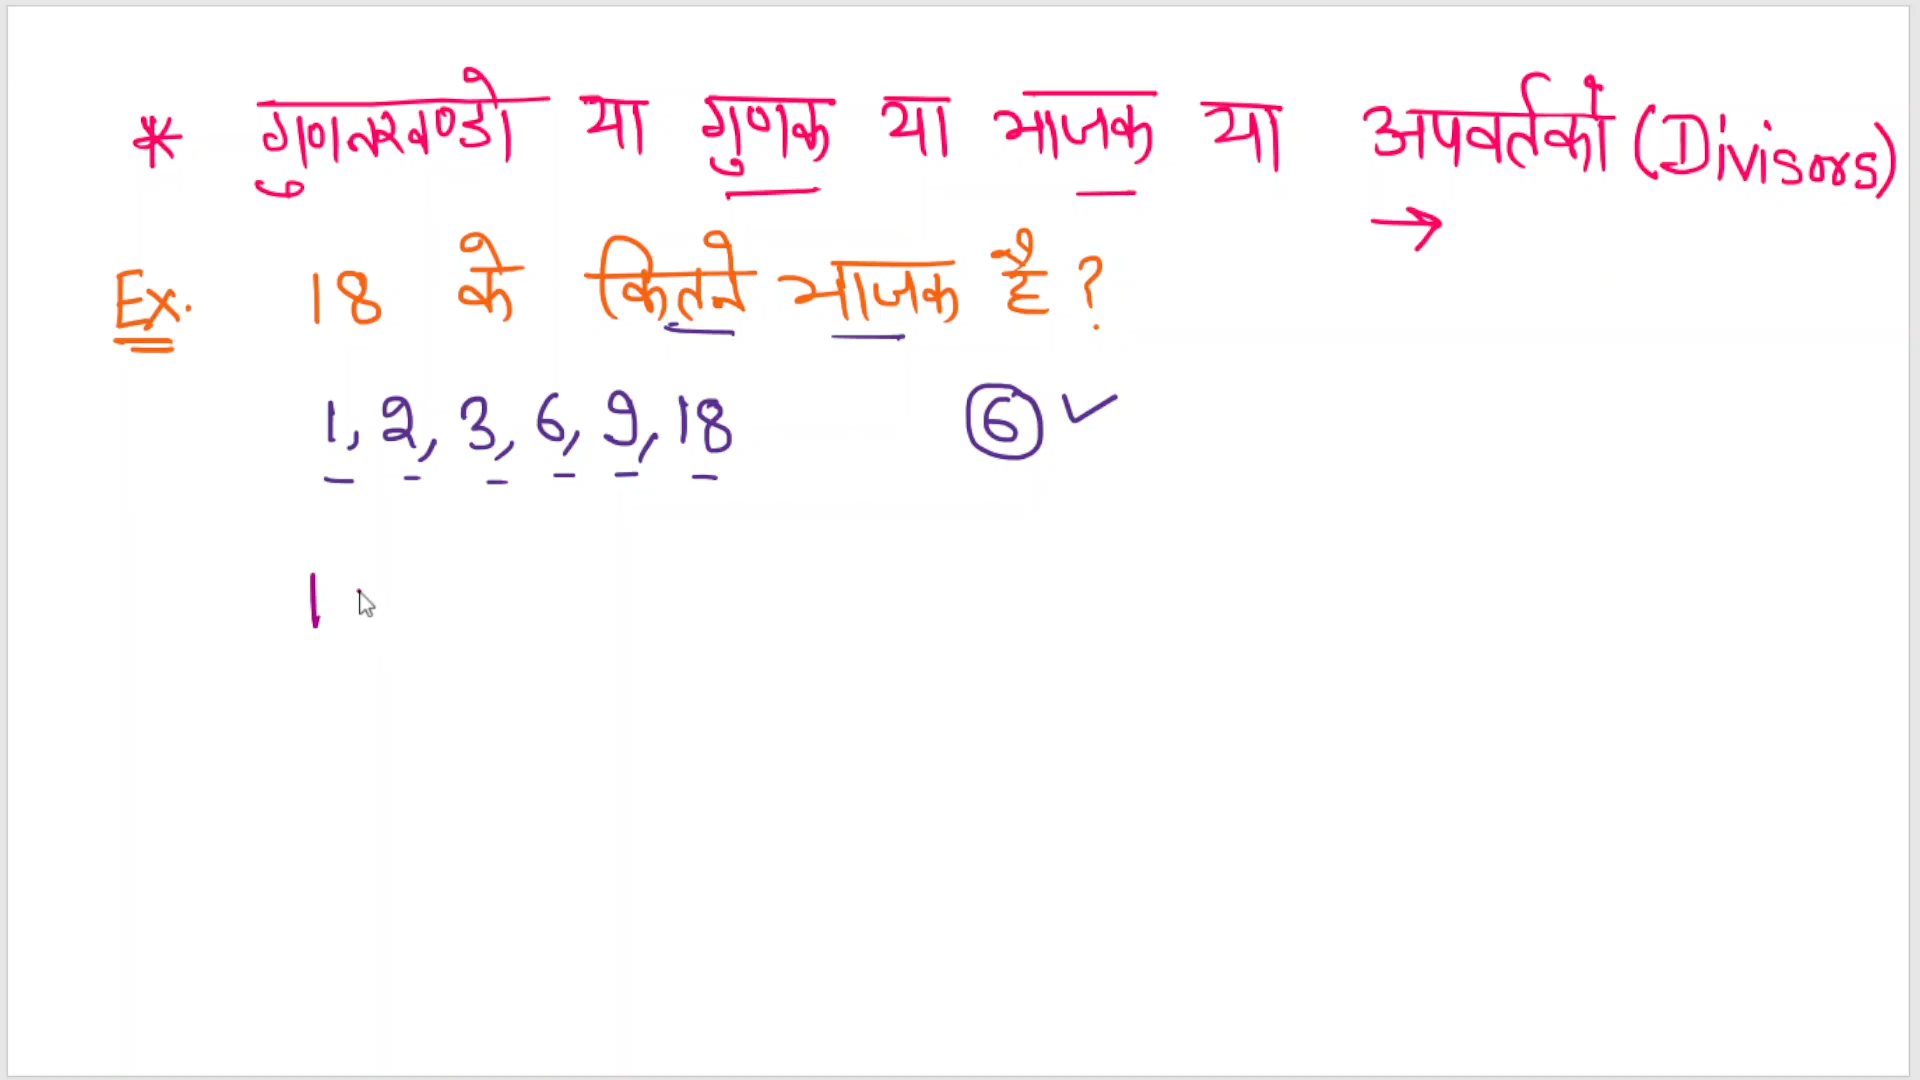 * गुणनखण्डो या गुणक या भाजक या अपवर्तको (Divisors) →
Ex. 18 के कितने भाजक है ?
1, 2, 3, 6, 9, 18 6 ✓
1